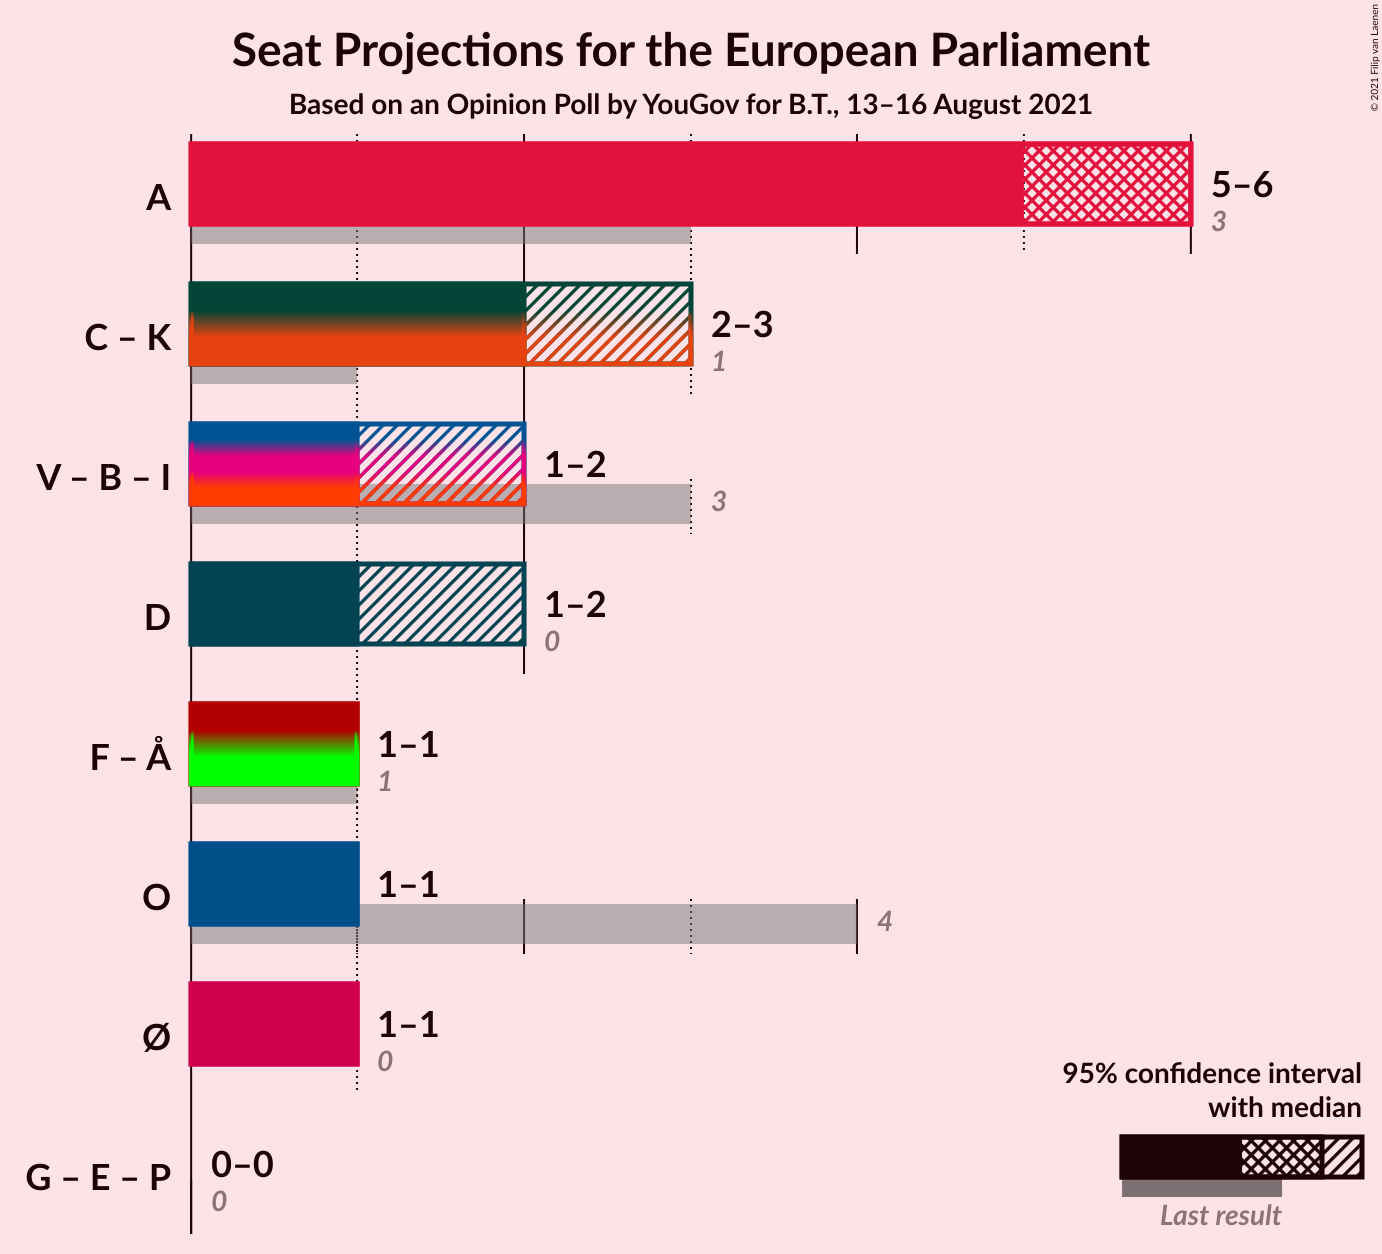 Seat Projections for the European Parliament
Based on an Opinion Poll by YouGov for B.T., 13–16 August 2021
© 2021 Filip van Laenen
A
5–6
3
C – K
2–3
1
V – B – I
1–2
3
D
1–2
0
F – Å
1–1
1
O
1–1
4
Ø
1–1
0
G – E – P
0–0
0
95% confidence interval
with median
Last result